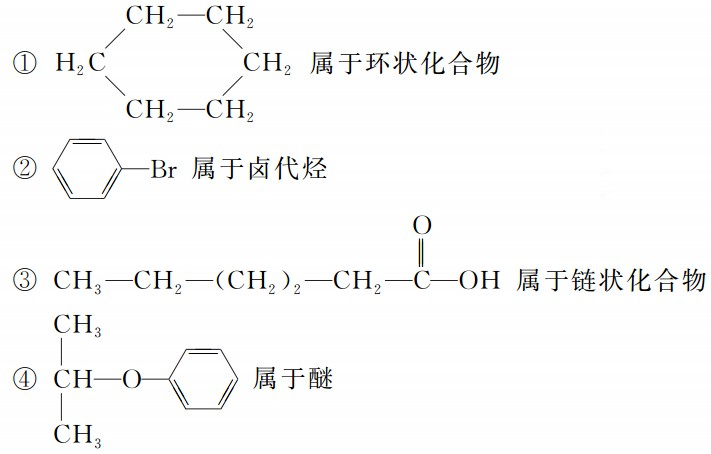 CH₂—CH₂
① H₂C CH₂ 属于环状化合物
CH₂—CH₂
② —Br 属于卤代烃
O
③ CH₃—CH₂—(CH₂)₂—CH₂—C—OH 属于链状化合物
CH₃
④ CH—O— 属于醚
CH₃